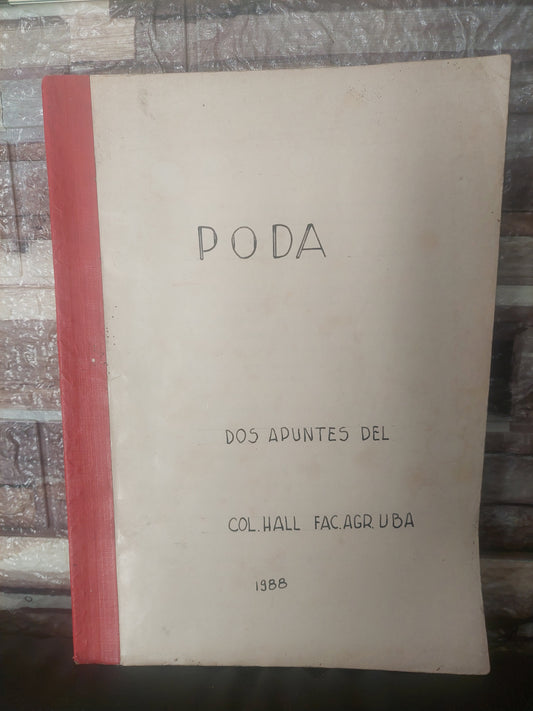 PODA
DOS APUNTES DEL
COL. HALL FAC. AGR. UBA
1988